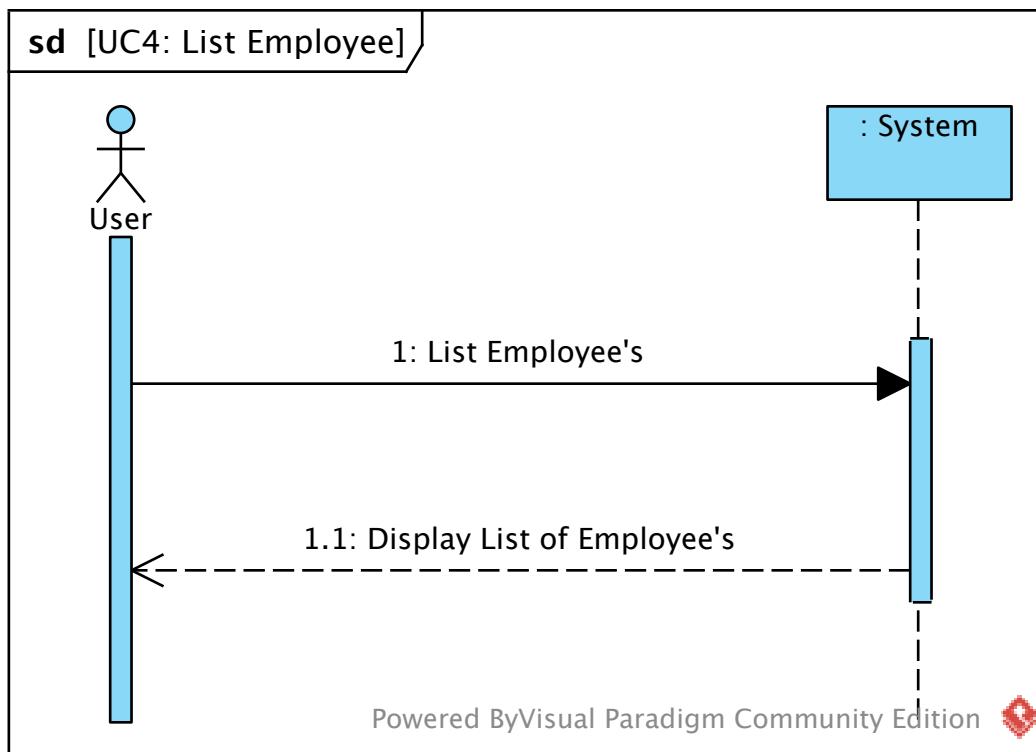 sd [UC4: List Employee]
User
: System
1: List Employee's
1.1: Display List of Employee's
Powered ByVisual Paradigm Community Edition